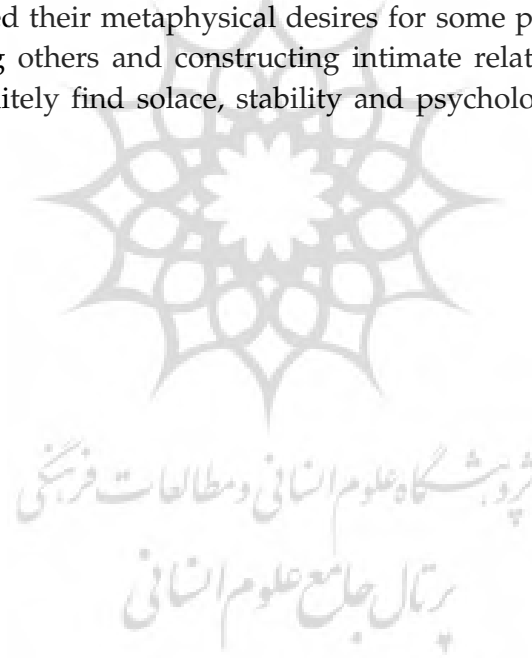 ed their metaphysical desires for some p
g others and constructing intimate relat
nitely find solace, stability and psycholo
پژوهشگاه علوم انسانی و مطالعات فرهنگی
پرتال جامع علوم انسانی